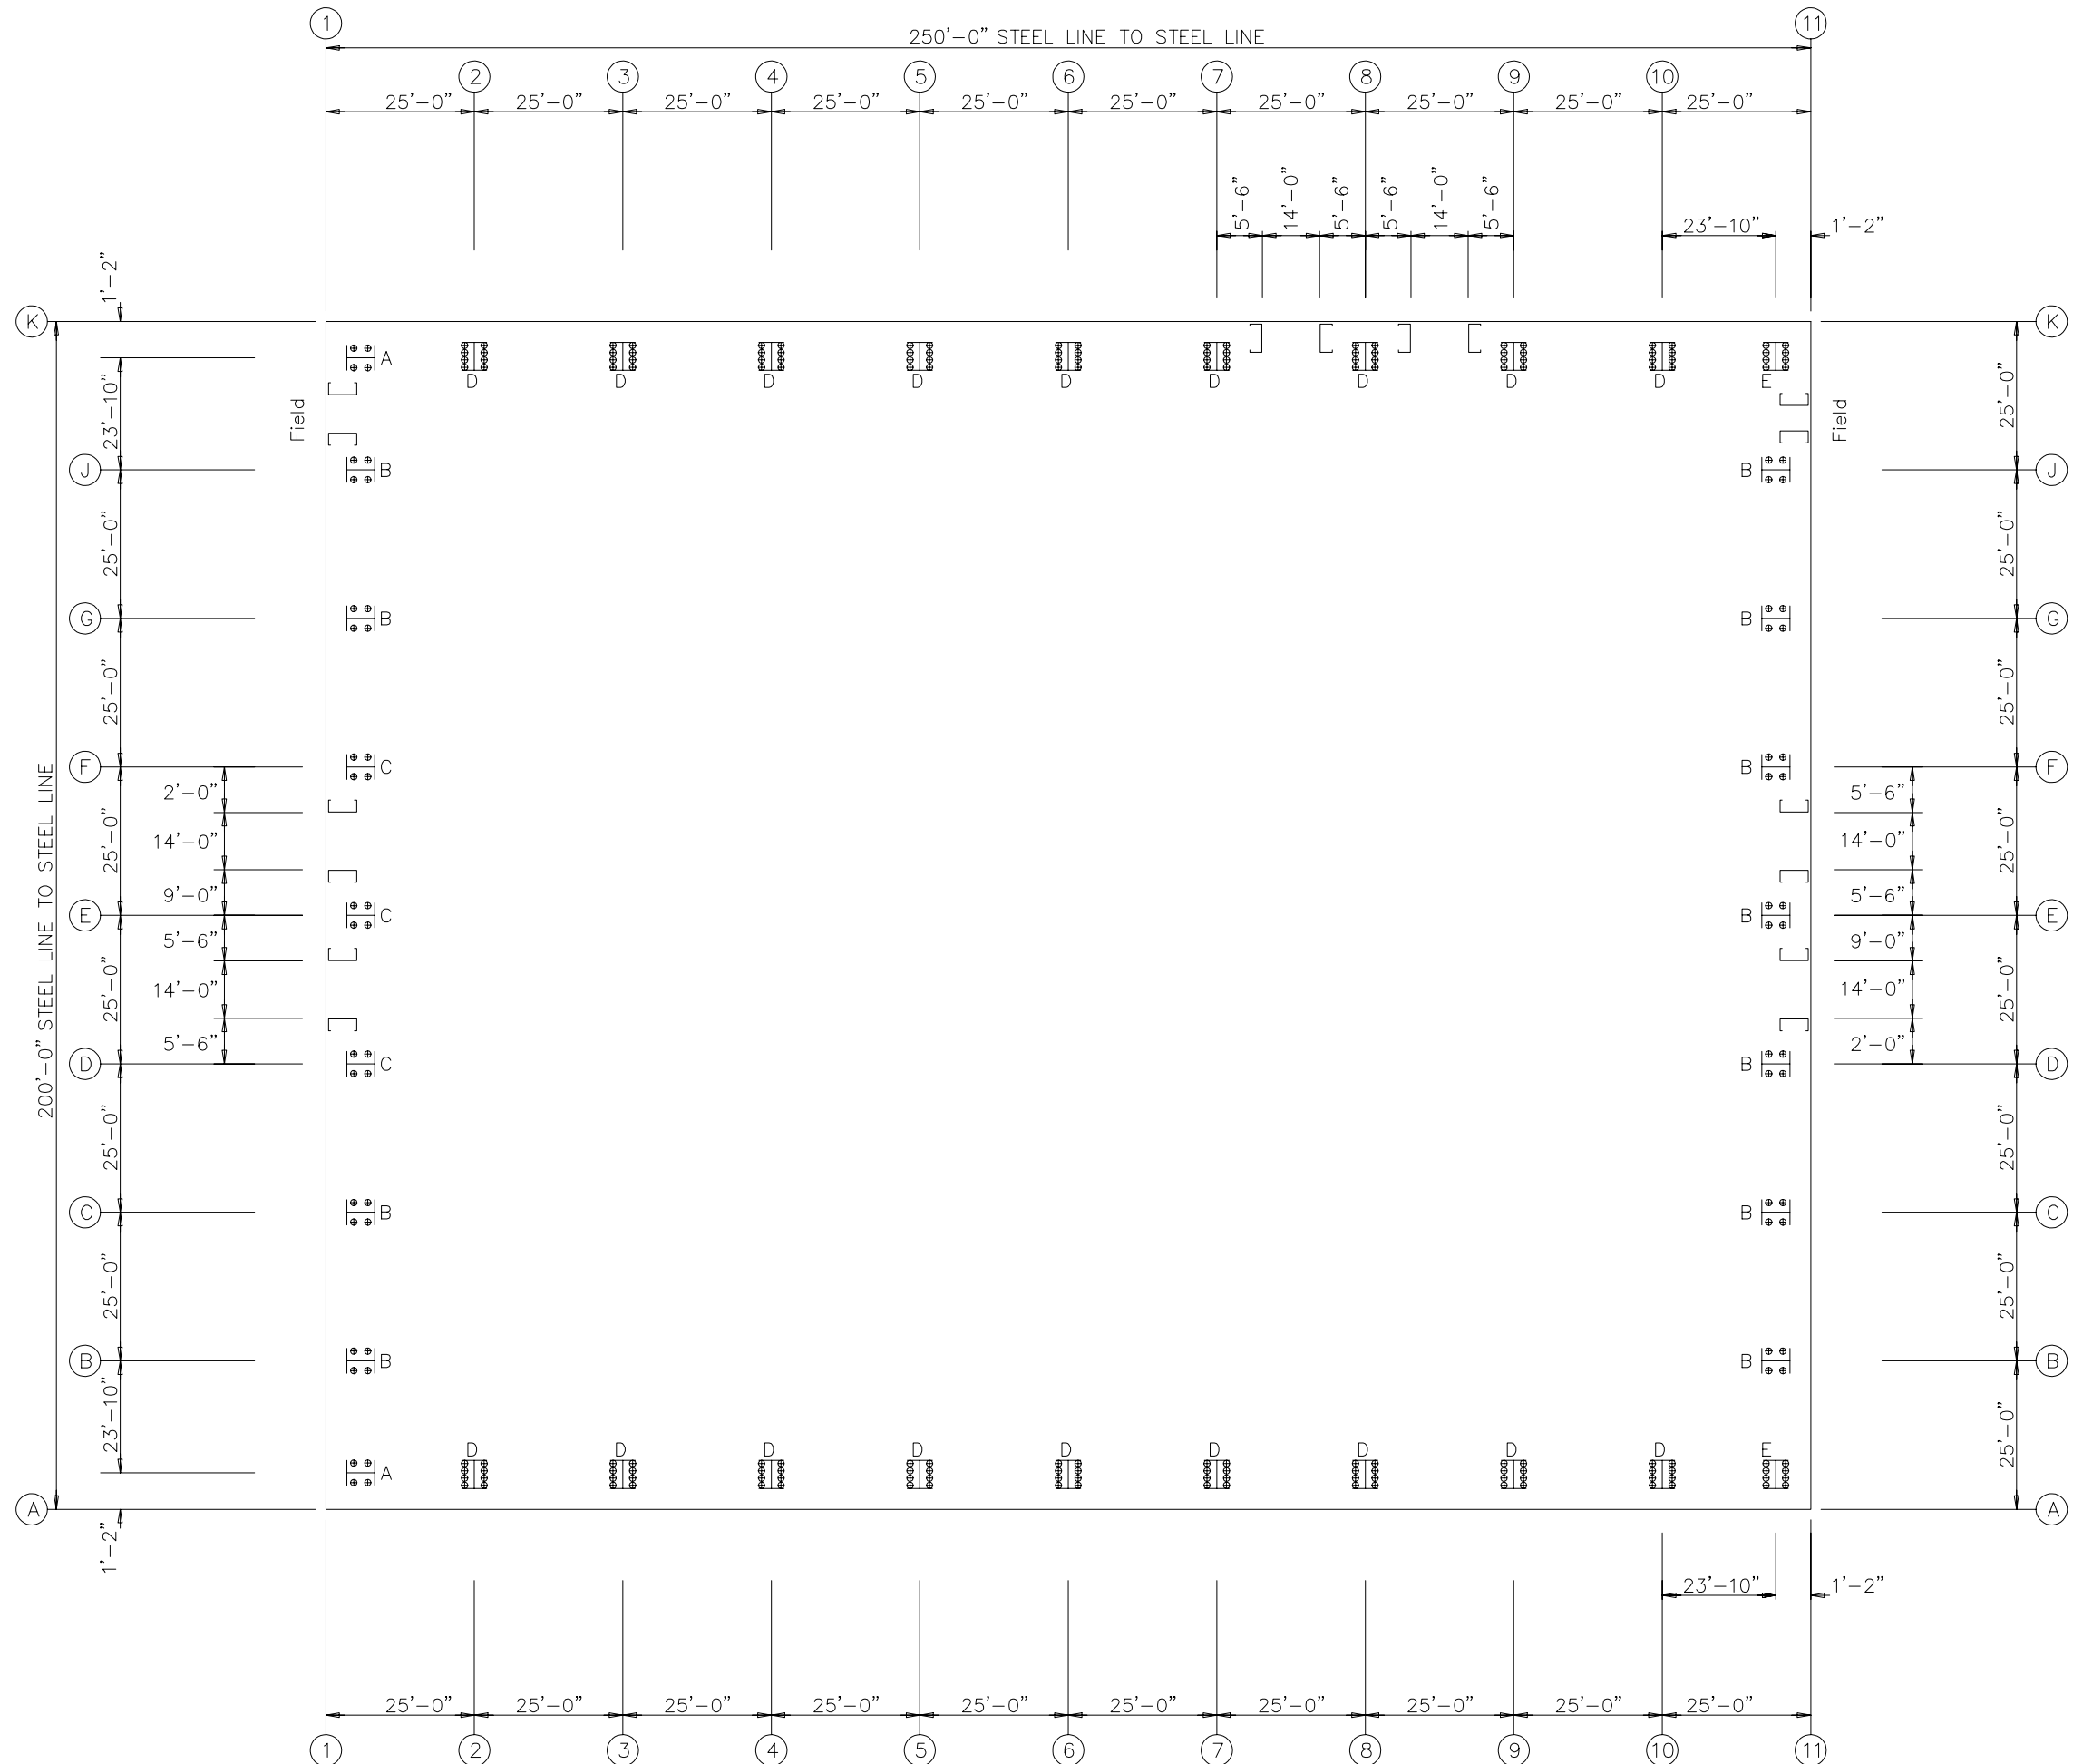 1 11
250'-0" STEEL LINE TO STEEL LINE
2 3 4 5 6 7 8 9 10
25'-0" 25'-0" 25'-0" 25'-0" 25'-0" 25'-0" 25'-0" 25'-0" 25'-0" 25'-0"
5'-6" 14'-0" 5'-6" 5'-6" 14'-0" 5'-6" 23'-10" 1'-2"
1'-2"
K K
A
D D D D D D D D D E
23'-10" Field Field 25'-0"
J B B J
25'-0" 25'-0"
G B B G
25'-0" 25'-0"
F C B F
2'-0" 5'-6"
200'-0" STEEL LINE TO STEEL LINE
25'-0" 14'-0" 14'-0" 25'-0"
9'-0" 5'-6"
E C B E
5'-6" 9'-0"
25'-0" 14'-0" 14'-0" 25'-0"
5'-6" 2'-0"
D C B D
25'-0" 25'-0"
C B B C
25'-0" 25'-0"
B B B B
23'-10" 25'-0"
D D D D D D D D D E
A
A A
1'-2"
23'-10" 1'-2"
25'-0" 25'-0" 25'-0" 25'-0" 25'-0" 25'-0" 25'-0" 25'-0" 25'-0" 25'-0"
1 2 3 4 5 6 7 8 9 10 11